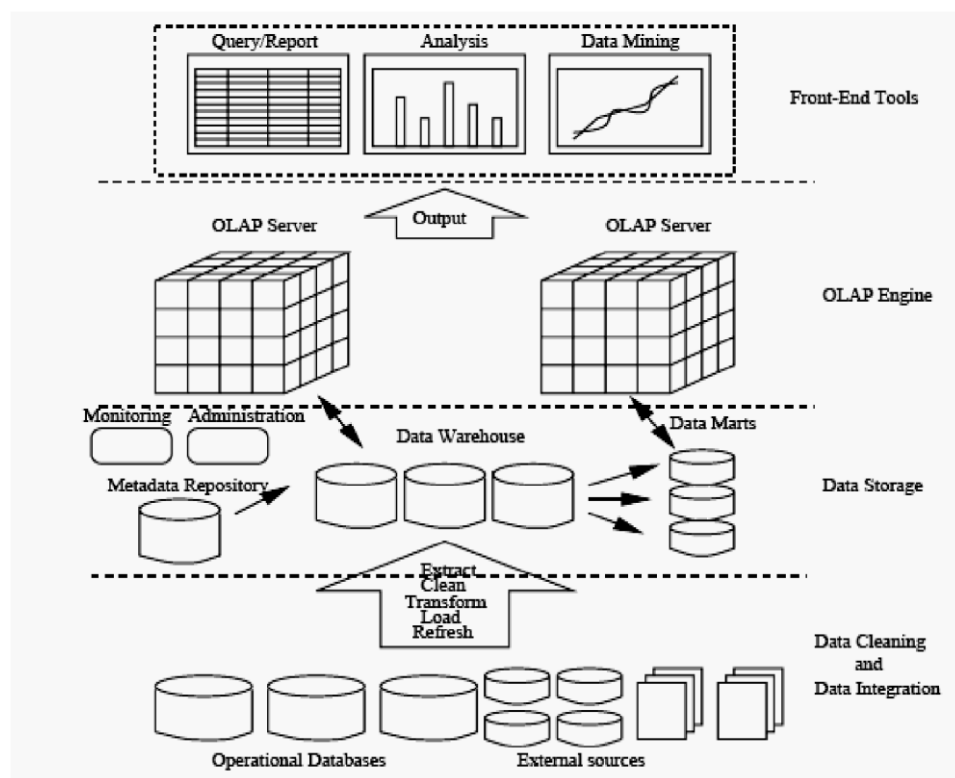 Query/Report
Analysis
Data Mining
Front-End Tools
Output
OLAP Server
OLAP Server
OLAP Engine
Monitoring
Administration
Data Marts
Data Warehouse
Metadata Repository
Data Storage
Extract
Clean
Transform
Load
Refresh
Data Cleaning
and
Data Integration
Operational Databases
External sources